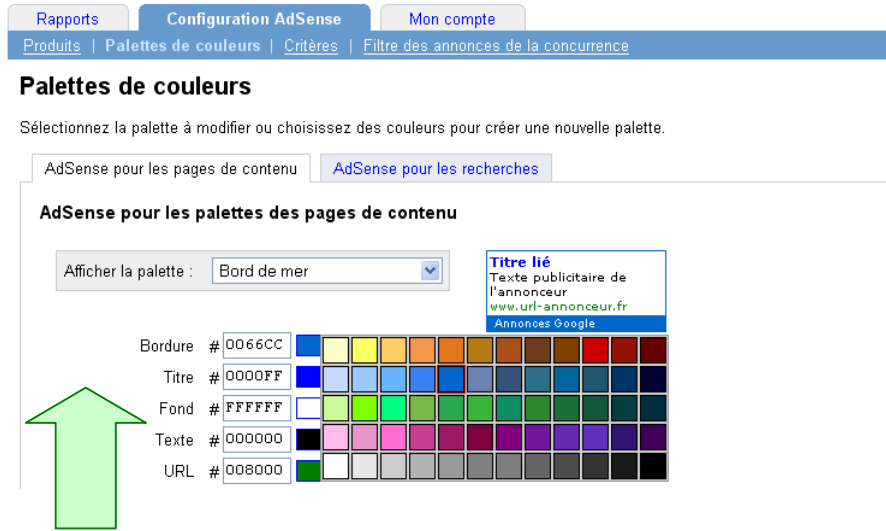 Rapports Configuration AdSense Mon compte
Produits | Palettes de couleurs | Critères | Filtre des annonces de la concurrence
Palettes de couleurs
Sélectionnez la palette à modifier ou choisissez des couleurs pour créer une nouvelle palette.
AdSense pour les pages de contenu AdSense pour les recherches
AdSense pour les palettes des pages de contenu
Afficher la palette : Bord de mer
Titre lié
Texte publicitaire de
l'annonceur
www.url-annonceur.fr
Annonces Google
Bordure # 0066CC
Titre # 0000FF
Fond # FFFFFF
Texte # 000000
URL # 008000